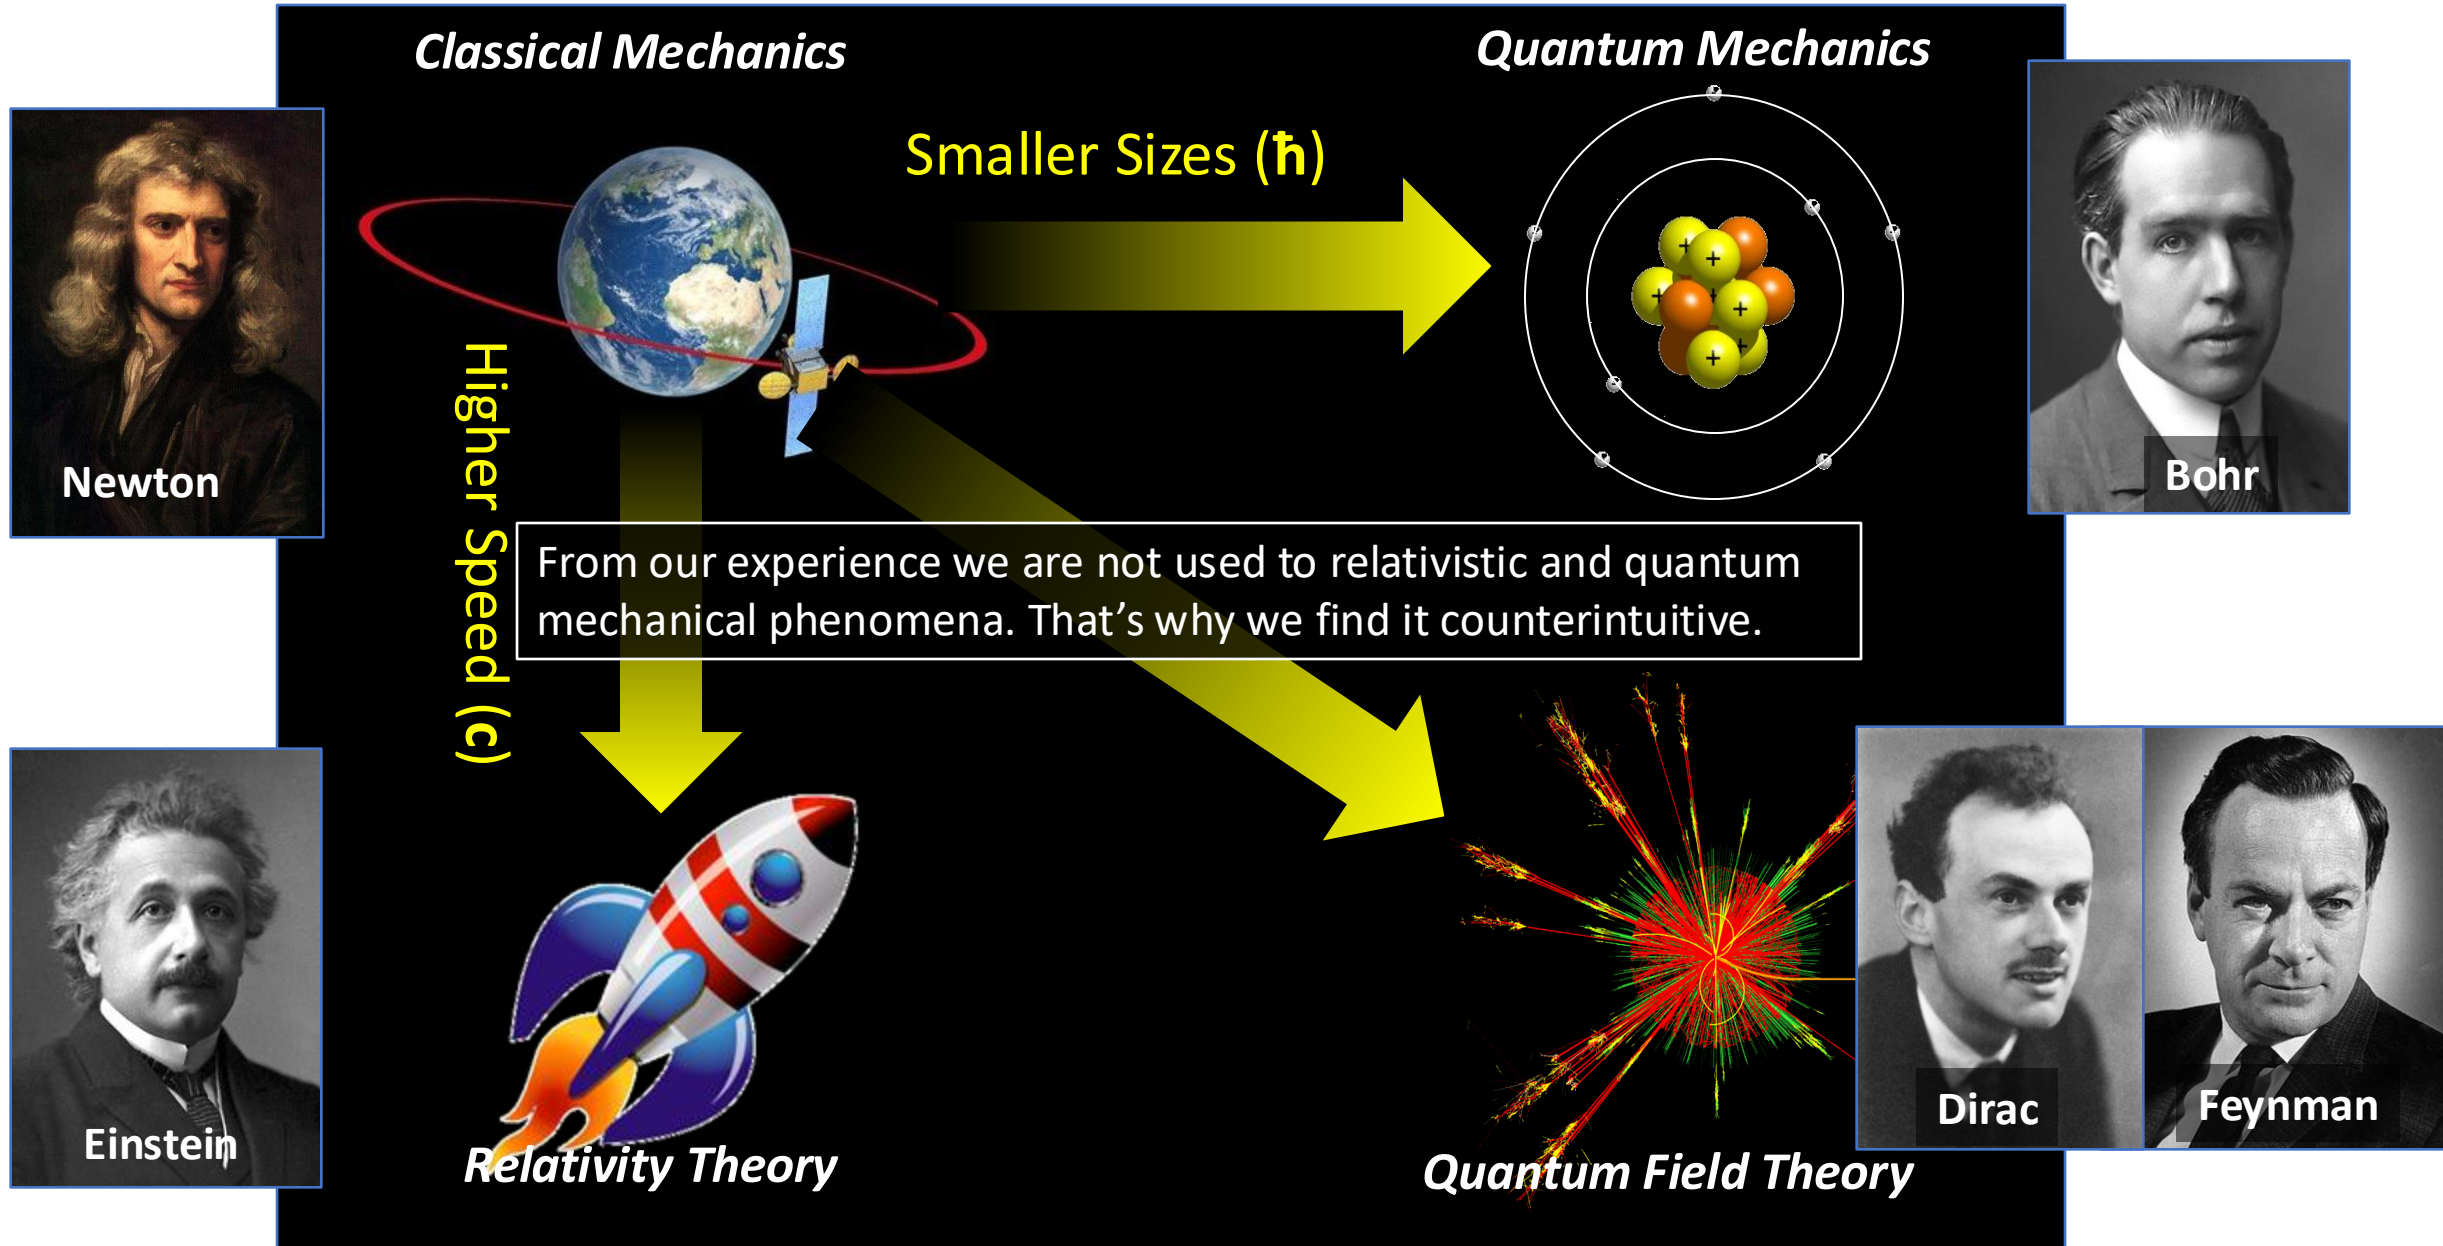 Classical Mechanics
Quantum Mechanics
Smaller Sizes (ħ)
Newton
Bohr
Higher Speed (c)
From our experience we are not used to relativistic and quantum
mechanical phenomena. That’s why we find it counterintuitive.
+
+
+
+
+
+
+
Einstein
Dirac
Feynman
Relativity Theory
Quantum Field Theory